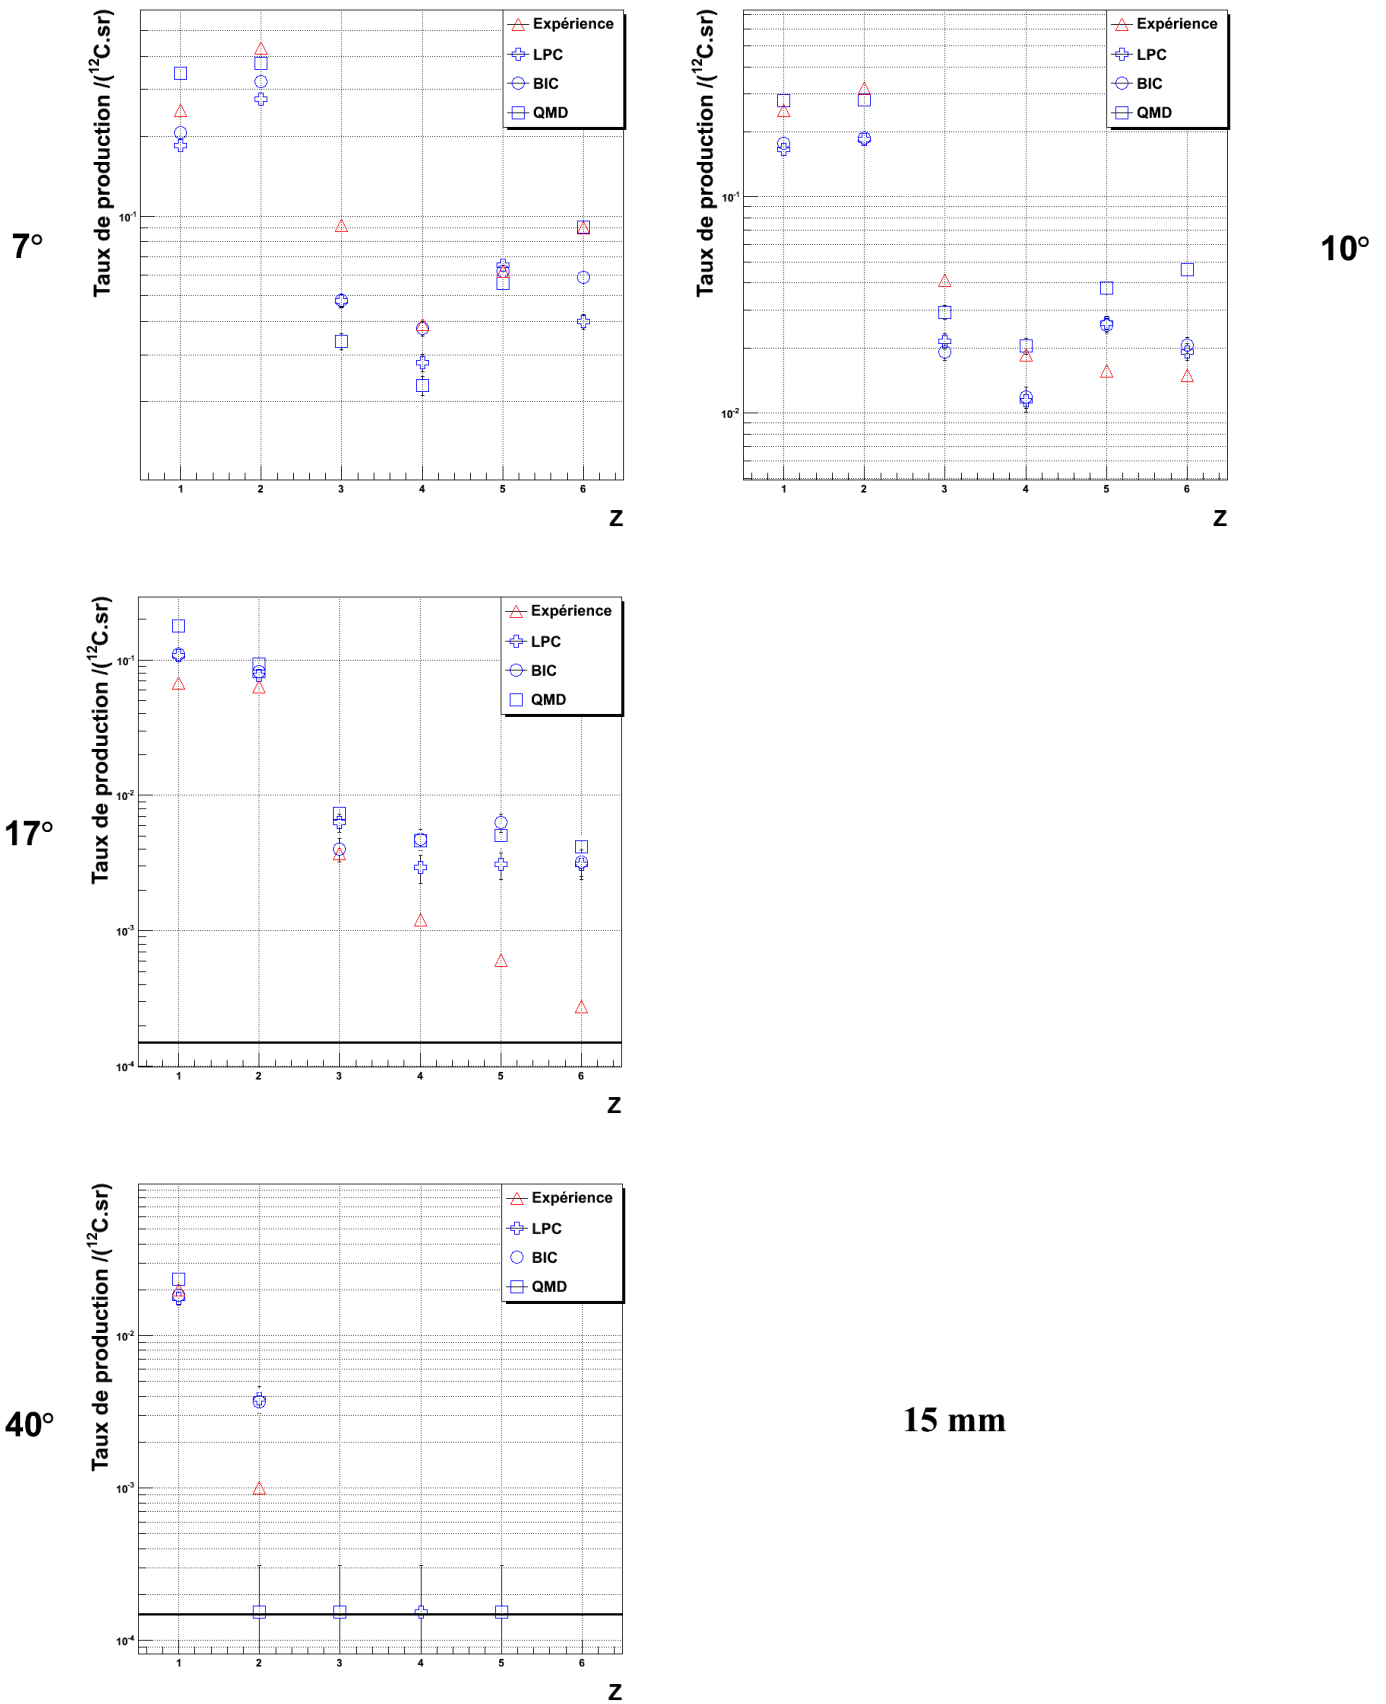 Taux de production /(¹²C.sr)
Expérience
LPC
BIC
QMD
10⁻¹
1 2 3 4 5 6
Z
7°
Taux de production /(¹²C.sr)
Expérience
LPC
BIC
QMD
10⁻¹
10⁻²
1 2 3 4 5 6
Z
10°
Taux de production /(¹²C.sr)
Expérience
LPC
BIC
QMD
10⁻¹
10⁻²
10⁻³
10⁻⁴
1 2 3 4 5 6
Z
17°
Taux de production /(¹²C.sr)
Expérience
LPC
BIC
QMD
10⁻²
10⁻³
10⁻⁴
1 2 3 4 5 6
Z
40°
15 mm